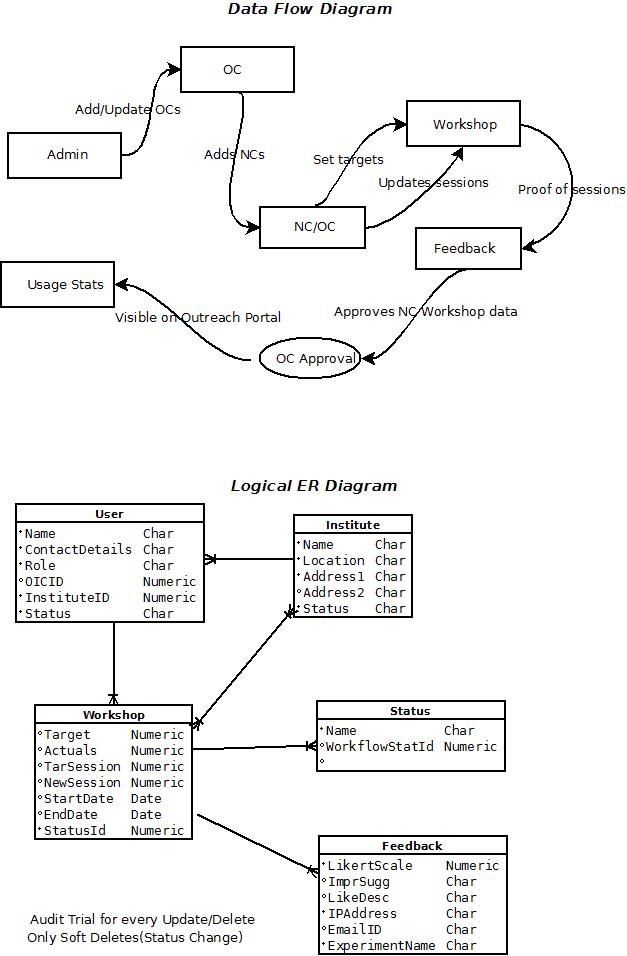 Data Flow Diagram
OC
Add/Update OCs
Workshop
Admin
Adds NCs
Set targets
Updates sessions
Proof of sessions
NC/OC
Feedback
Usage Stats
Visible on Outreach Portal
Approves NC Workshop data
OC Approval
Logical ER Diagram
User
Name Char
ContactDetails Char
Role Char
OICID Numeric
InstituteID Numeric
Status Char
Institute
Name Char
Location Char
Address1 Char
Address2 Char
Status Char
Workshop
Target Numeric
Actuals Numeric
TarSession Numeric
NewSession Numeric
StartDate Date
EndDate Date
StatusId Numeric
Status
Name Char
WorkflowStatId Numeric
Feedback
LikertScale Numeric
ImprSugg Char
LikeDesc Char
IPAddress Char
EmailID Char
ExperimentName Char
Audit Trial for every Update/Delete
Only Soft Deletes(Status Change)